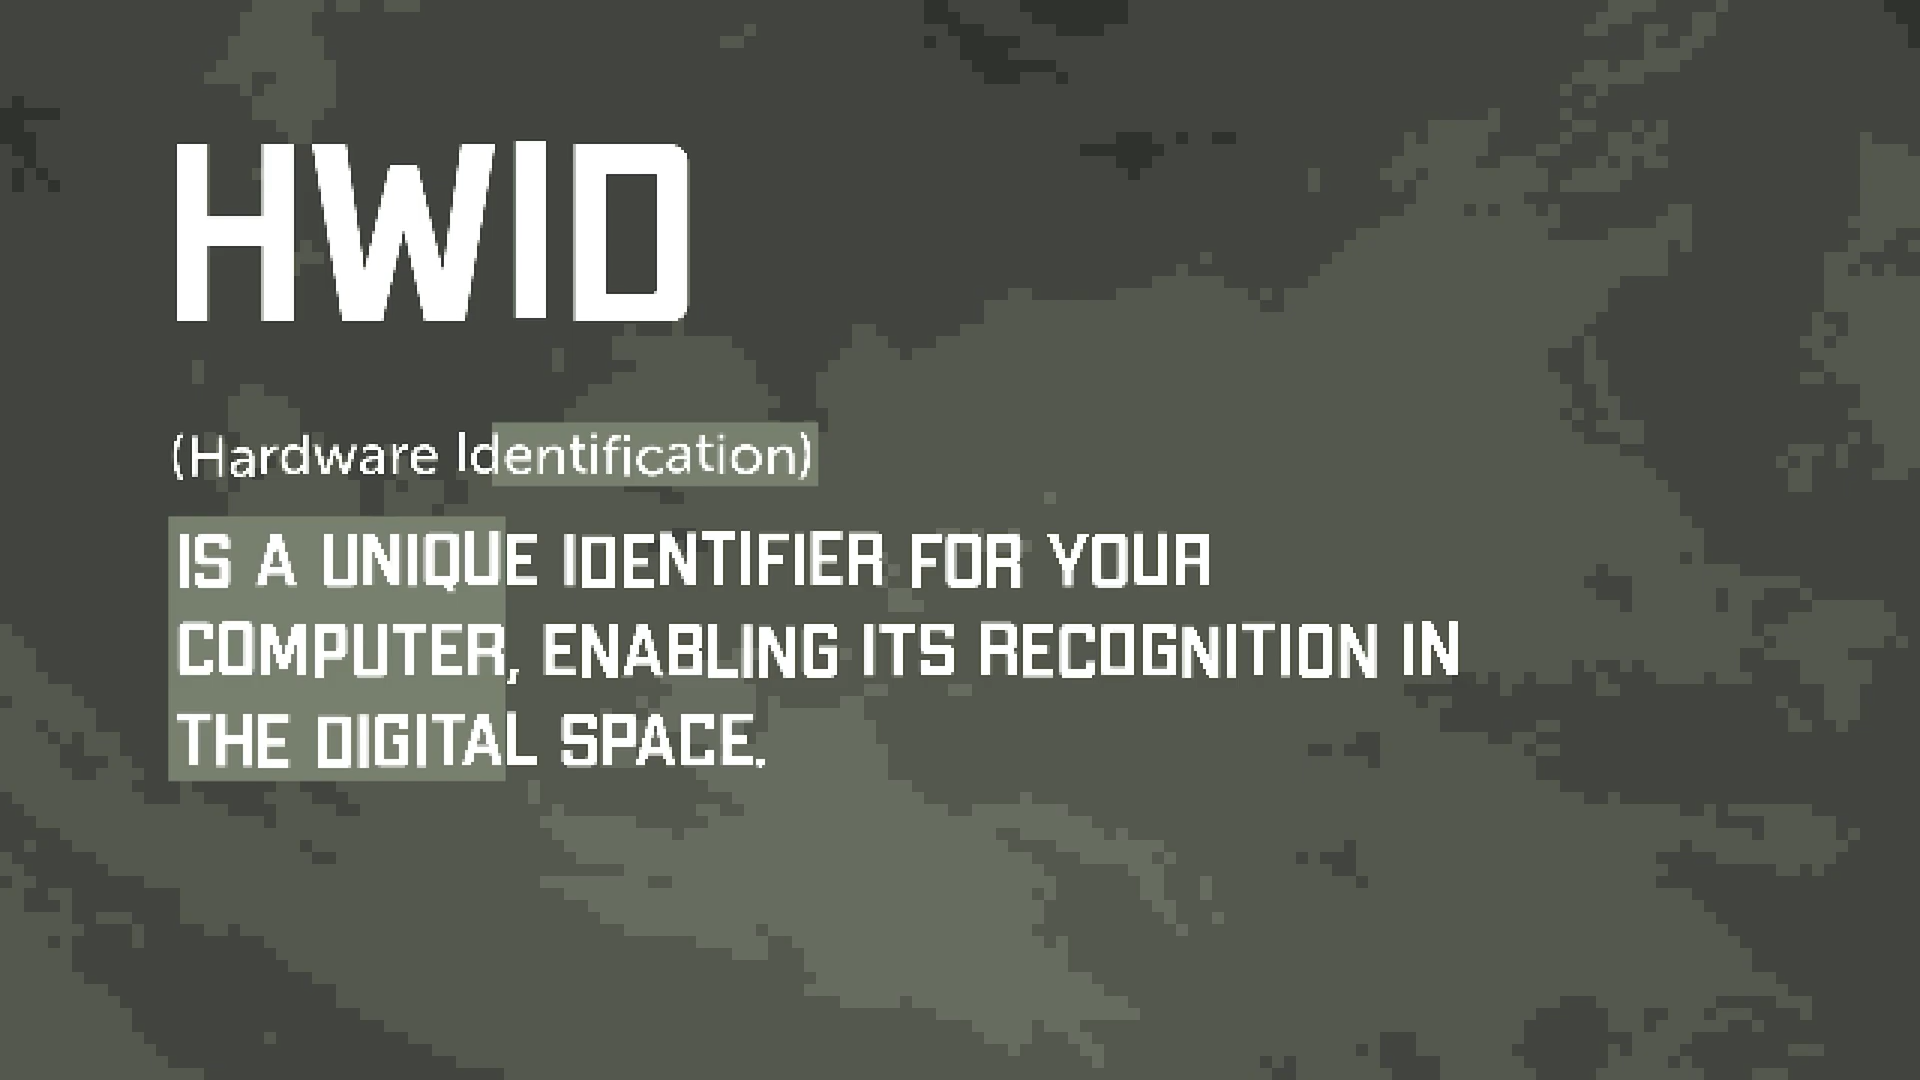 HWID
(Hardware Identification)
IS A UNIQUE IDENTIFIER FOR YOUR
COMPUTER, ENABLING ITS RECOGNITION IN
THE DIGITAL SPACE.